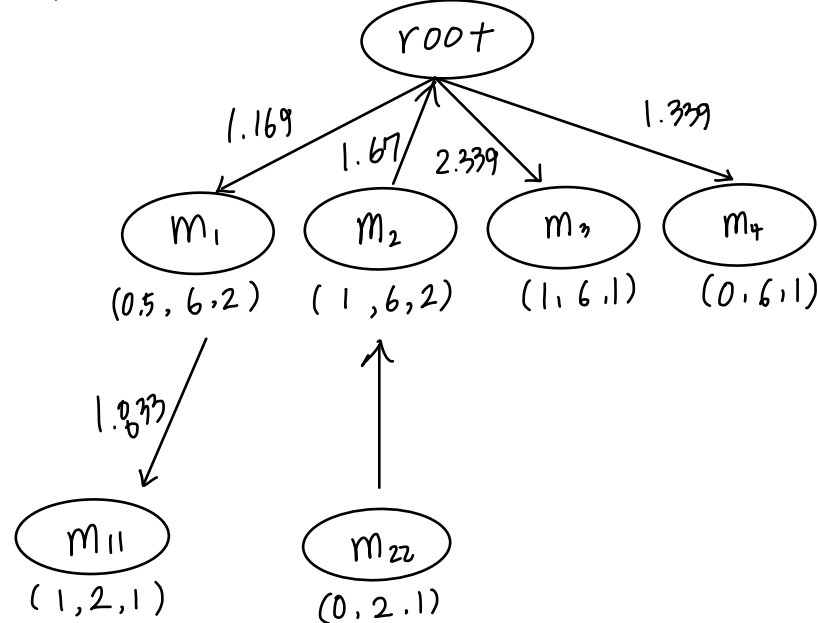 root
1.169
1.67
2.339
1.339
m1
m2
m3
m4
(0.5, 6, 2)
(1, 6, 2)
(1, 6, 1)
(0, 6, 1)
m11
m22
(1, 2, 1)
(0, 2, 1)